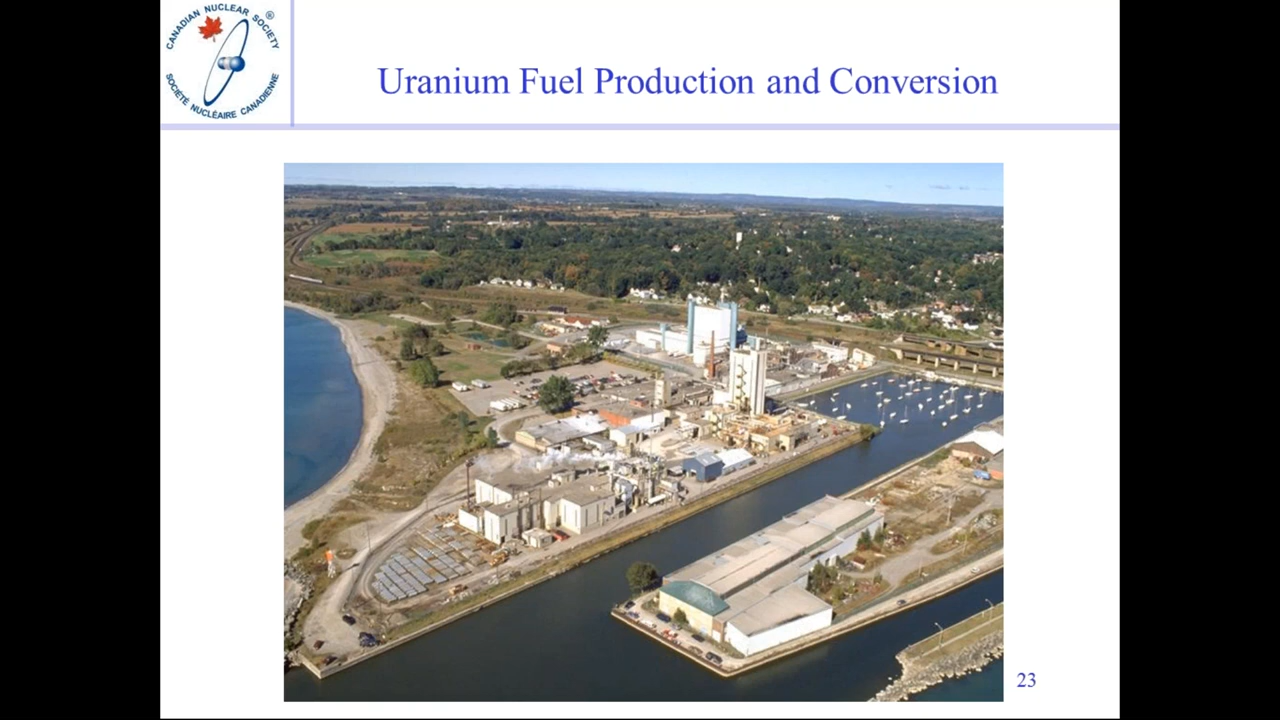 CANADIAN NUCLEAR SOCIETY ®
SOCIÉTÉ NUCLÉAIRE CANADIENNE
Uranium Fuel Production and Conversion
23